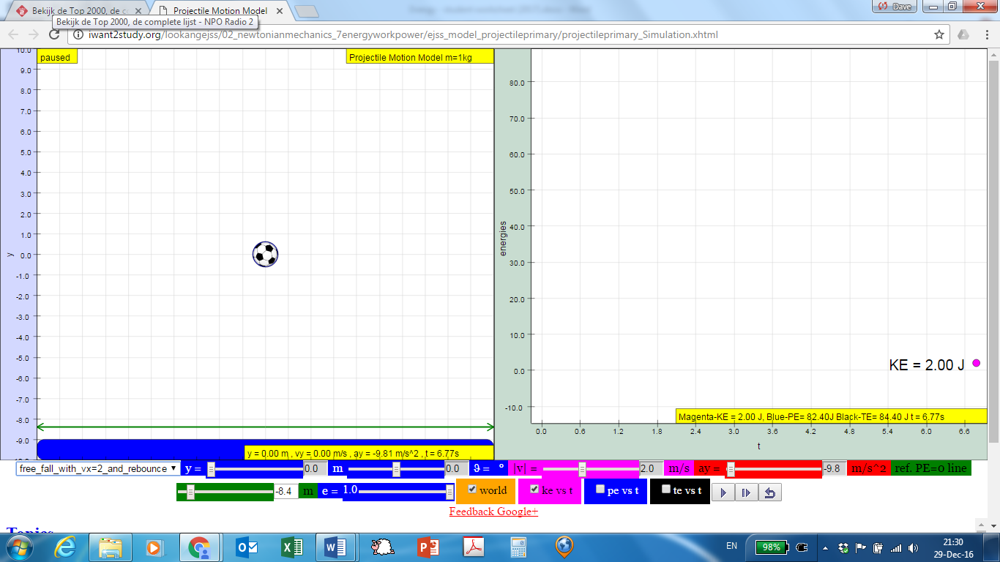 Bekijk de Top 2000, de c
Projectile Motion Model
Dave
Bekijk de Top 2000, de complete lijst - NPO Radio 2
iwant2study.org/lookangejss/02_newtonianmechanics_7energyworkpower/ejss_model_projectileprimary/projectileprimary_Simulation.xhtml
paused
Projectile Motion Model m=1kg
10.0
9.0
8.0
7.0
6.0
5.0
4.0
3.0
2.0
1.0
0.0
-1.0
-2.0
-3.0
-4.0
-5.0
-6.0
-7.0
-8.0
-9.0
y
y = 0.00 m , vy = 0.00 m/s , ay = -9.81 m/s^2 , t = 6.77s
80.0
70.0
60.0
50.0
40.0
30.0
20.0
10.0
0.0
-10.0
energies
KE = 2.00 J
Magenta-KE = 2.00 J, Blue-PE= 82.40J Black-TE= 84.40 J t = 6.77s
0.0 0.6 1.2 1.8 2.4 3.0 3.6 4.2 4.8 5.4 6.0 6.6
t
free_fall_with_vx=2_and_rebounce y = 0.0 m 0.0 ϑ = ° |v| = 2.0 m/s ay = -9.8 m/s^2 ref. PE=0 line
-8.4 m e = 1.0 world ke vs t pe vs t te vs t
Feedback Google+
Topics
EN 98% 21:30
29-Dec-16